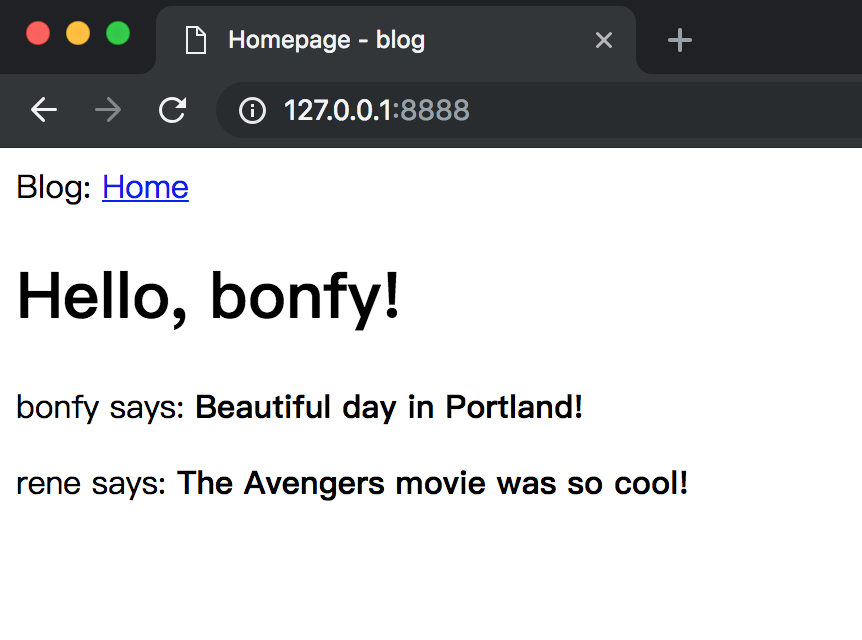 Homepage - blog
127.0.0.1:8888
Blog: Home
Hello, bonfy!
bonfy says: Beautiful day in Portland!
rene says: The Avengers movie was so cool!